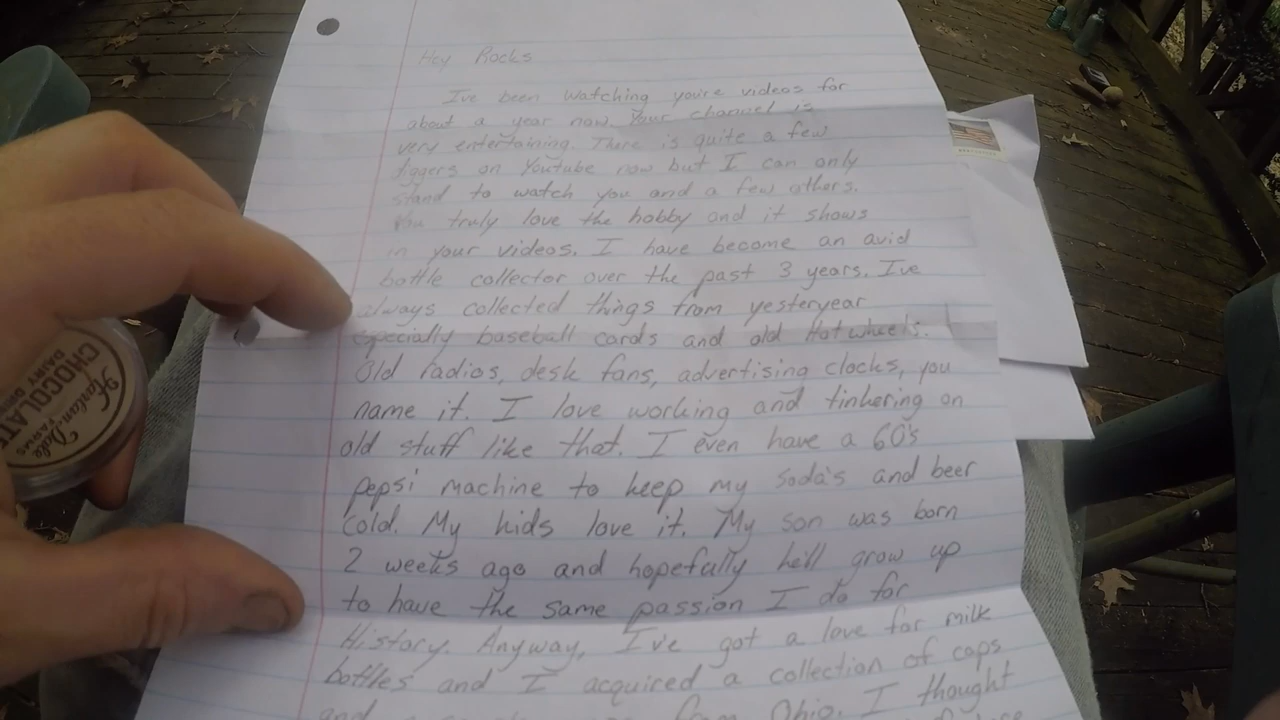 Hey Rocks
I've been watching you're videos for
about a year now. Your channel is
very entertaining. There is quite a few
on Youtube now but I can only
stand to watch you and a few others.
You truly love the hobby and it shows
in your videos. I have become an avid
bottle collector over the past 3 years. I've
always collected things from yesteryear
especially baseball cards and old Hotwheels.
Old radios, desk fans, advertising clocks, you
name it. I love working and tinkering on
old stuff like that. I even have a 60's
pepsi machine to keep my soda's and beer
cold. My kids love it. My son was born
2 weeks ago and hopefully he'll grow up
to have the same passion I do for
History. Anyway, I've got a love for milk
bottles and I acquired a collection of caps
and a from Ohio. I thought
Harlan-Dale
FARMS
CHOCOLATE
DAIRY